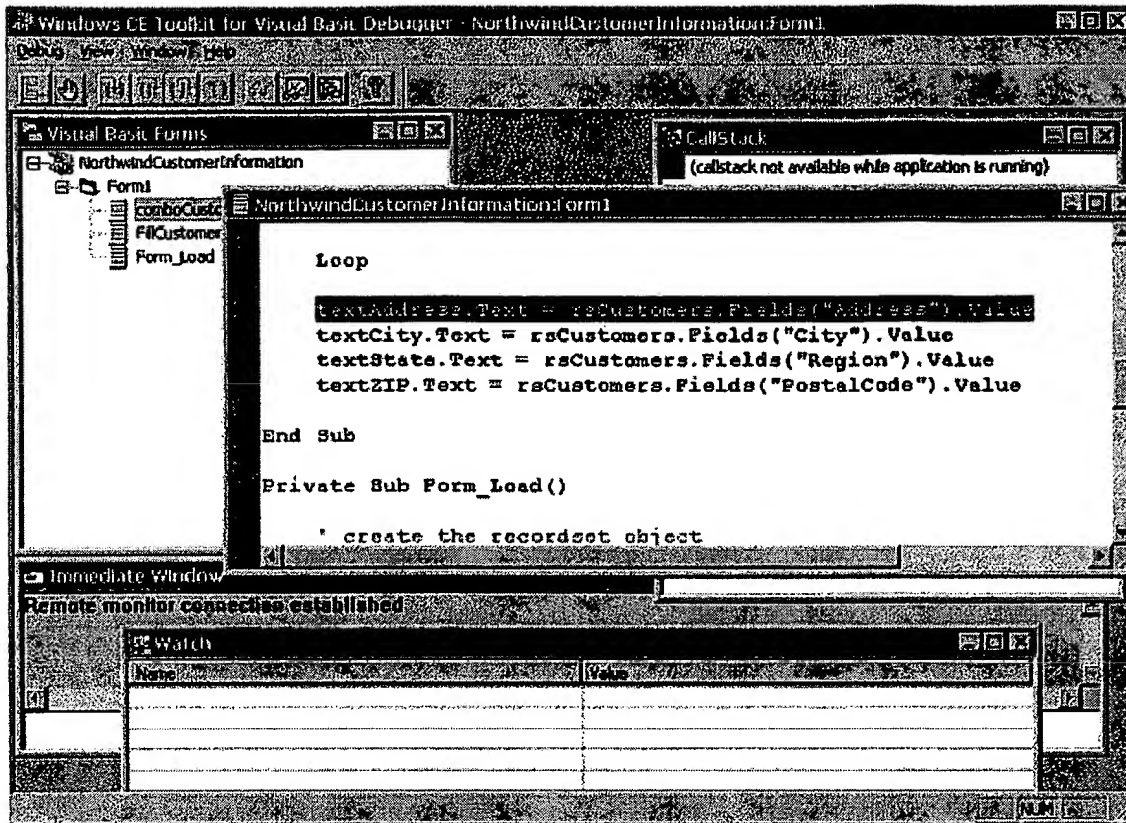 Windows CE Toolkit for Visual Basic Debugger - NorthwindCustomerInformation:Form1
Debug View Window Help
Visual Basic Forms
NorthwindCustomerInformation
Form1
comboCusto
FillCustomer
Form_Load
CallStack
(callstack not available while application is running)
NorthwindCustomerInformation:Form1
Loop
textAddress.Text = rsCustomers.Fields("Address").Value
textCity.Text = rsCustomers.Fields("City").Value
textState.Text = rsCustomers.Fields("Region").Value
textZIP.Text = rsCustomers.Fields("PostalCode").Value
End Sub
Private Sub Form_Load()
' create the recordset object
Immediate Window
Remote monitor connection established
Watch
Name Value
NUM